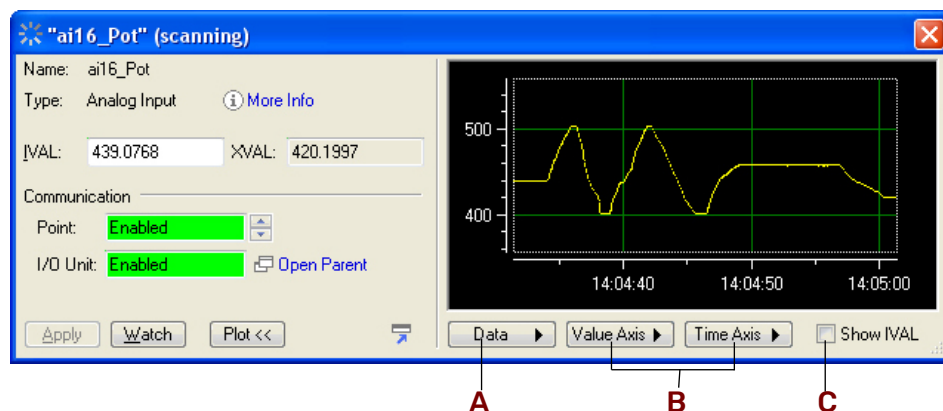 "ai16_Pot" (scanning)
Name: ai16_Pot
Type: Analog Input i More Info
IVAL: 439.0768 XVAL: 420.1997
Communication
Point: Enabled
I/O Unit: Enabled Open Parent
Apply Watch Plot <<
500
400
14:04:40 14:04:50 14:05:00
Data Value Axis Time Axis Show IVAL
A B C